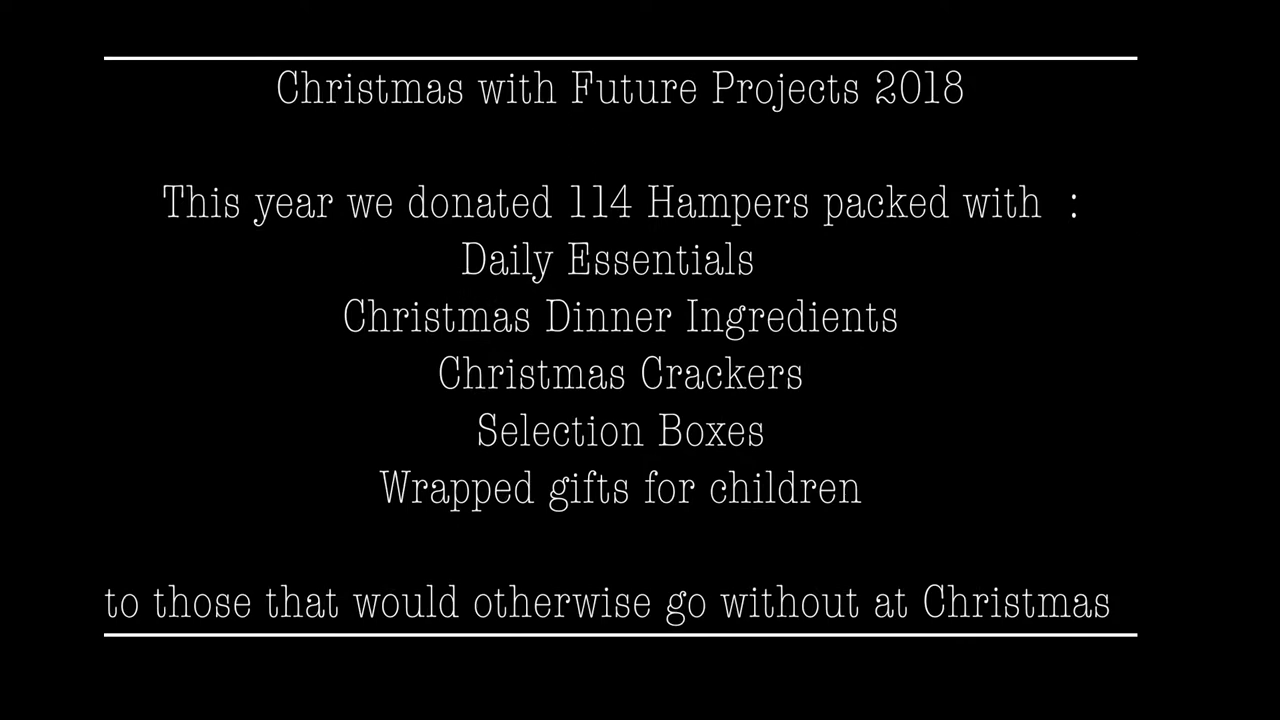 Christmas with Future Projects 2018
This year we donated 114 Hampers packed with  :
Daily Essentials
Christmas Dinner Ingredients
Christmas Crackers
Selection Boxes
Wrapped gifts for children
to those that would otherwise go without at Christmas